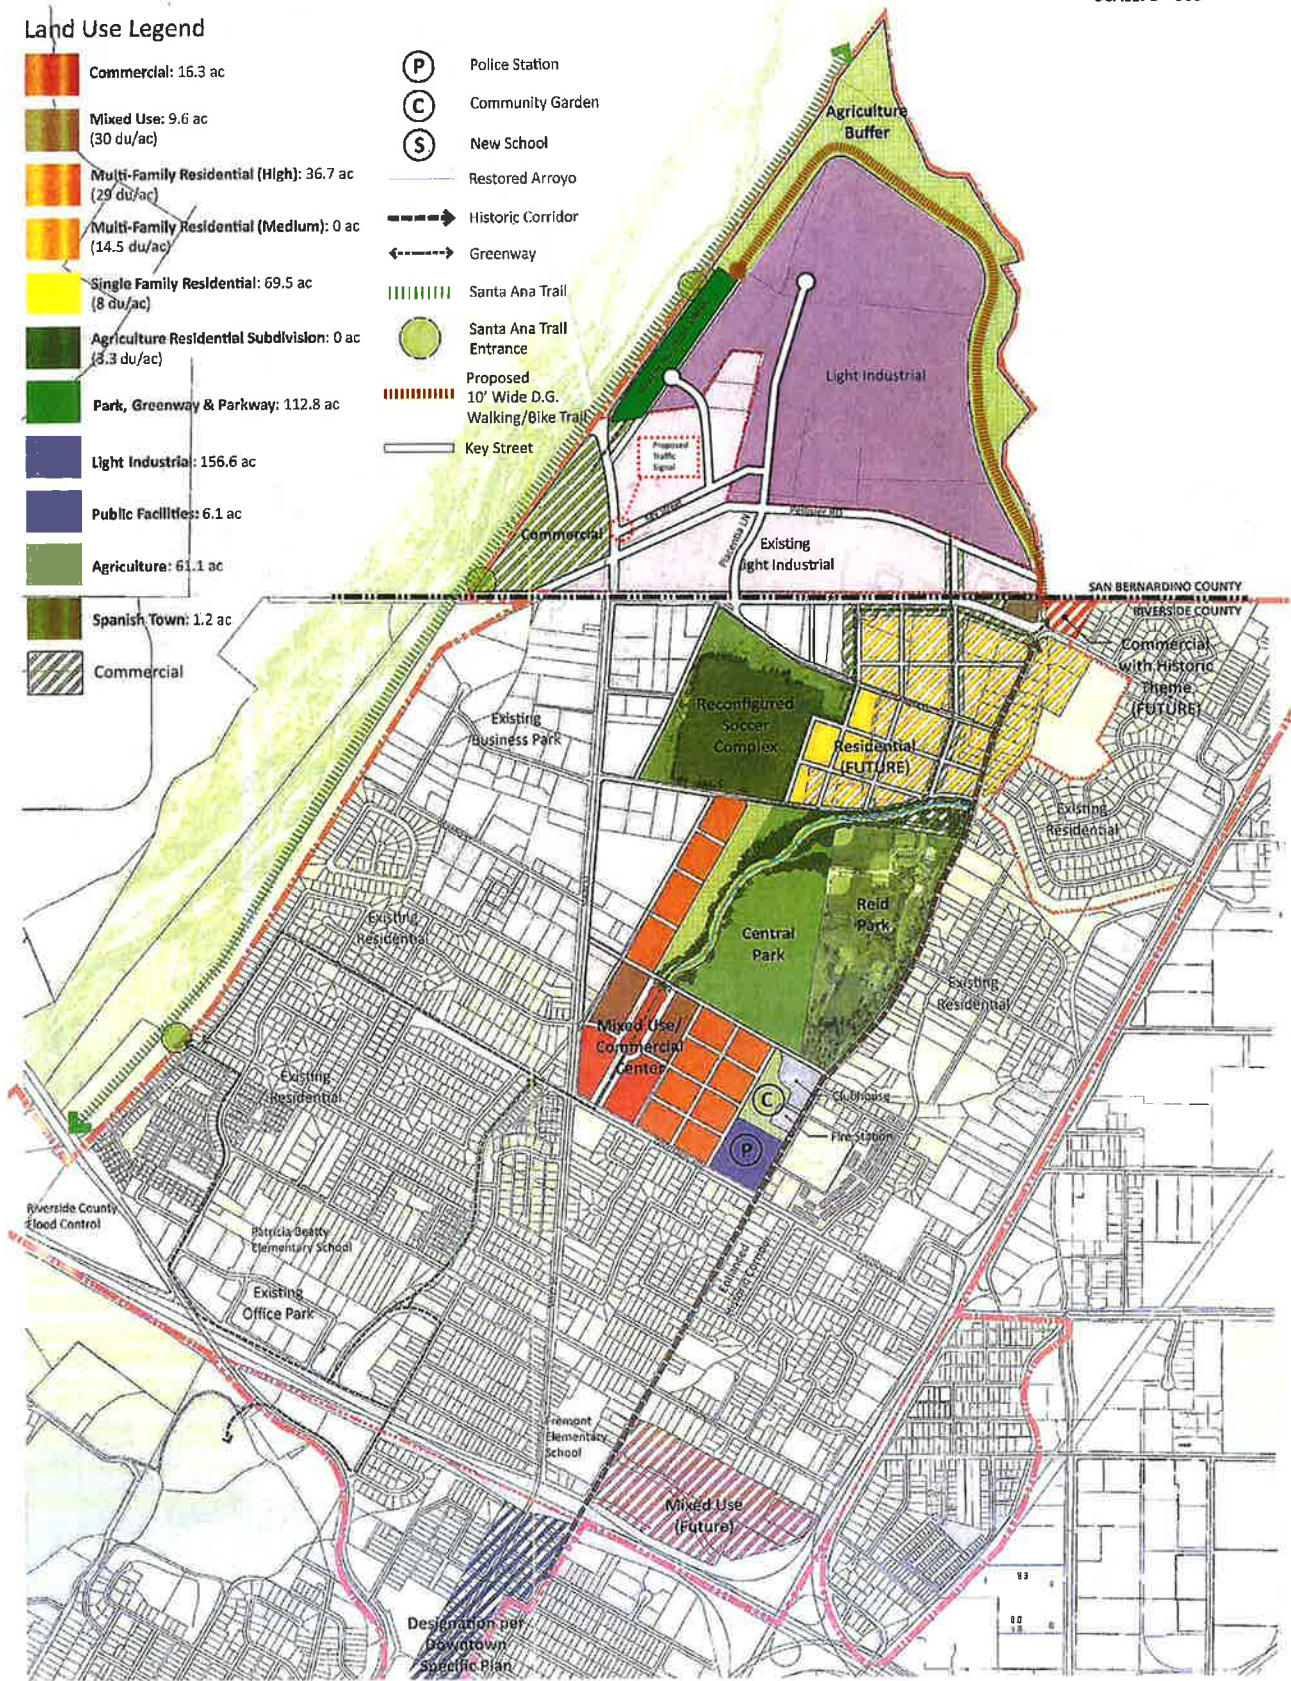 Land Use Legend
Commercial: 16.3 ac
Mixed Use: 9.6 ac
(30 du/ac)
Multi-Family Residential (High): 36.7 ac
(29 du/ac)
Multi-Family Residential (Medium): 0 ac
(14.5 du/ac)
Single Family Residential: 69.5 ac
(8 du/ac)
Agriculture Residential Subdivision: 0 ac
(3.3 du/ac)
Park, Greenway & Parkway: 112.8 ac
Light Industrial: 156.6 ac
Public Facilities: 6.1 ac
Agriculture: 61.1 ac
Spanish Town: 1.2 ac
Commercial
P
Police Station
C
Community Garden
S
New School
Restored Arroyo
Historic Corridor
Greenway
Santa Ana Trail
Santa Ana Trail
Entrance
Proposed
10' Wide D.G.
Walking/Bike Trail
Key Street
Agriculture
Buffer
Light Industrial
Proposed
Traffic
Signal
Key Street
Commercial
Placentia LN
Pellisier RD
Existing
Light Industrial
SAN BERNARDINO COUNTY
RIVERSIDE COUNTY
Commercial
with Historic
Theme
(FUTURE)
Existing
Business Park
Reconfigured
Soccer
Complex
Residential
(FUTURE)
Existing
Residential
Reid
Park
Central
Park
Existing
Residential
Existing
Residential
Mixed Use/
Commercial
Center
Existing
Residential
C
Clubhouse
P
Fire Station
Riverside County
Flood Control
Patricia Beatty
Elementary School
Existing
Office Park
Fremont
Elementary
School
Mixed Use
(Future)
Designation per
Downtown
Specific Plan